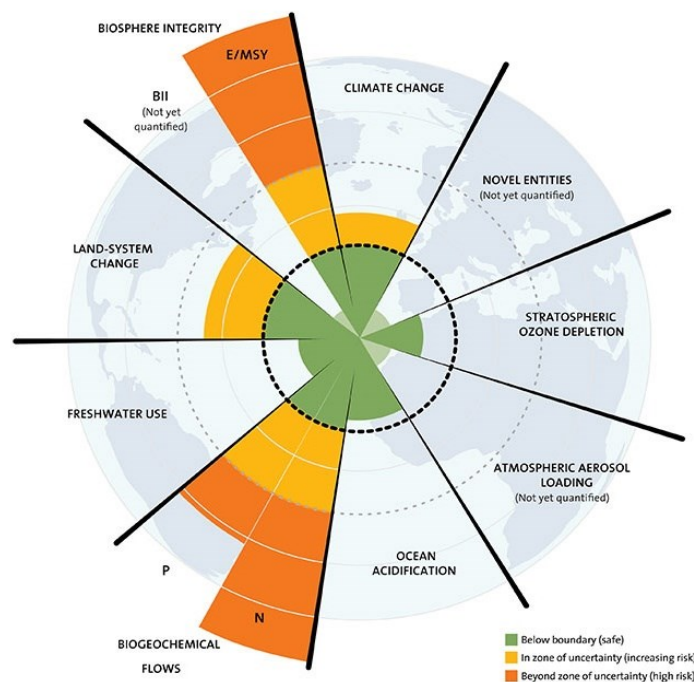 BIOSPHERE INTEGRITY
E/MSY
BII
(Not yet
quantified)
CLIMATE CHANGE
NOVEL ENTITIES
(Not yet quantified)
LAND-SYSTEM
CHANGE
STRATOSPHERIC
OZONE DEPLETION
FRESHWATER USE
ATMOSPHERIC AEROSOL
LOADING
(Not yet quantified)
OCEAN
ACIDIFICATION
P
N
BIOGEOCHEMICAL
FLOWS
Below boundary (safe)
In zone of uncertainty (increasing risk)
Beyond zone of uncertainty (high risk)